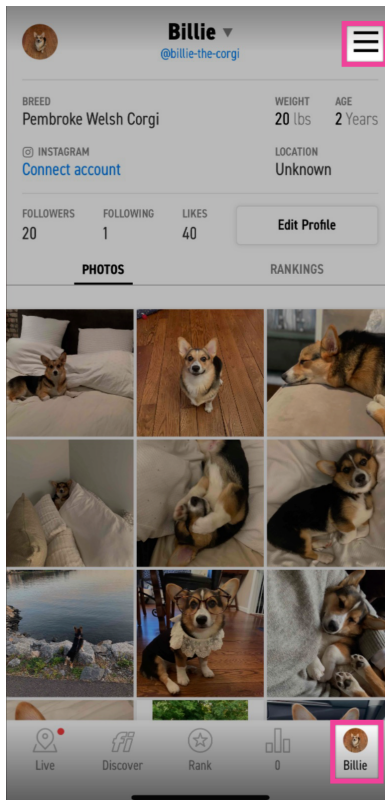 Billie ▼
@billie-the-corgi
BREED WEIGHT AGE
Pembroke Welsh Corgi 20 lbs 2 Years
INSTAGRAM LOCATION
Connect account Unknown
FOLLOWERS FOLLOWING LIKES
20 1 40 Edit Profile
PHOTOS RANKINGS
fi
Live Discover Rank 0 Billie